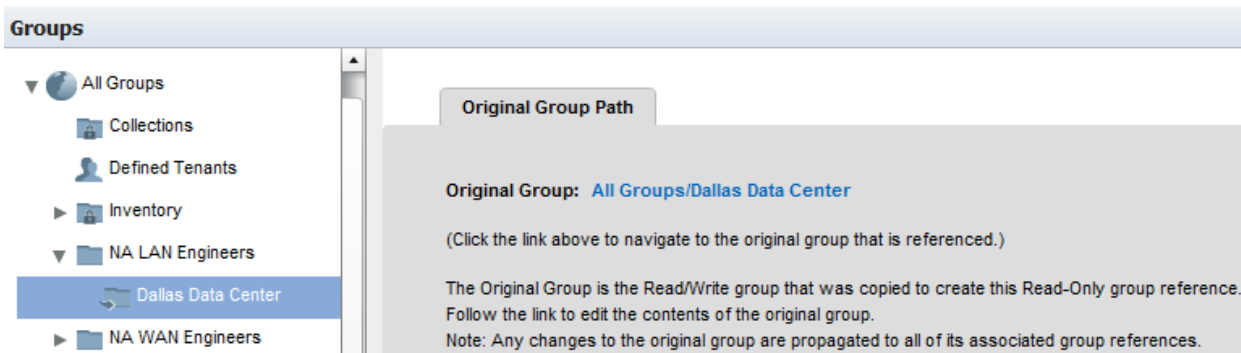 Groups
All Groups
Collections
Defined Tenants
Inventory
NA LAN Engineers
Dallas Data Center
NA WAN Engineers
Original Group Path
Original Group: All Groups/Dallas Data Center
(Click the link above to navigate to the original group that is referenced.)
The Original Group is the Read/Write group that was copied to create this Read-Only group reference.
Follow the link to edit the contents of the original group.
Note: Any changes to the original group are propagated to all of its associated group references.